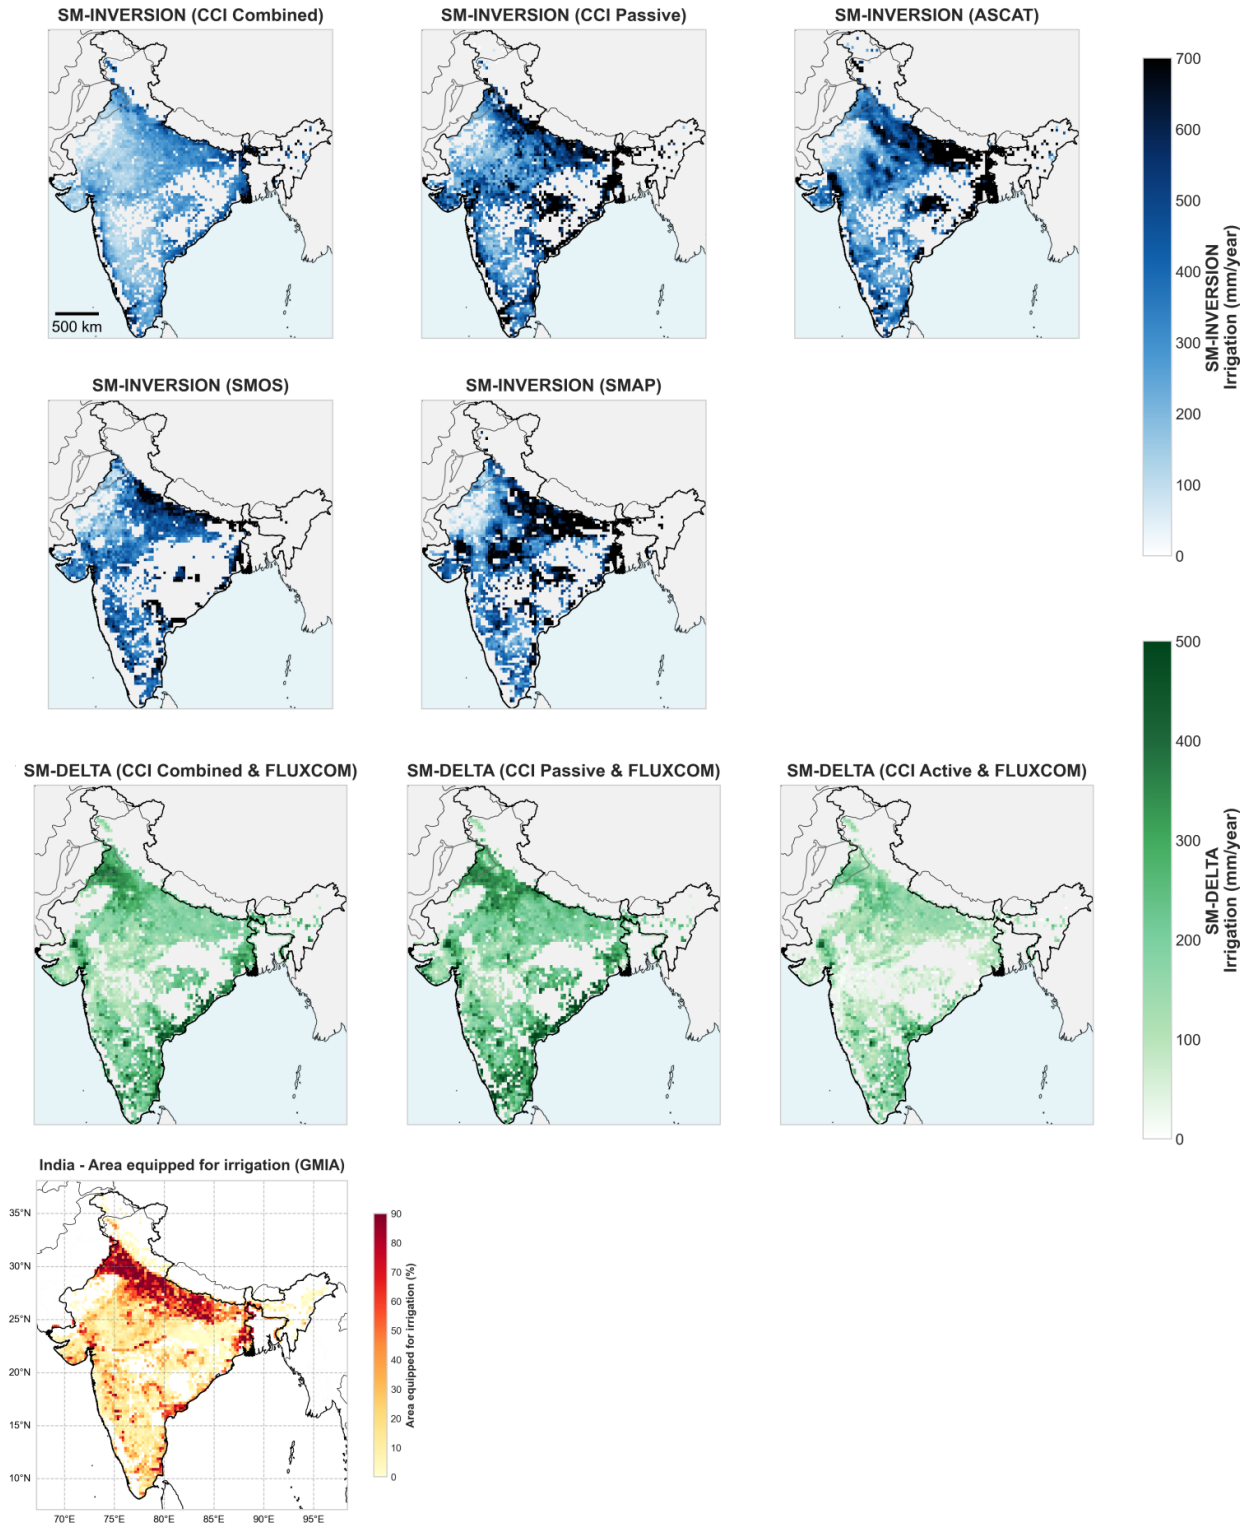 SM-INVERSION (CCI Combined)
SM-INVERSION (CCI Passive)
SM-INVERSION (ASCAT)
500 km
700
600
500
400
300
200
100
0
SM-INVERSION
Irrigation (mm/year)
SM-INVERSION (SMOS)
SM-INVERSION (SMAP)
SM-DELTA (CCI Combined & FLUXCOM)
SM-DELTA (CCI Passive & FLUXCOM)
SM-DELTA (CCI Active & FLUXCOM)
500
400
300
200
100
0
SM-DELTA
Irrigation (mm/year)
India - Area equipped for irrigation (GMIA)
35°N
30°N
25°N
20°N
15°N
10°N
70°E
75°E
80°E
85°E
90°E
95°E
90
80
70
60
50
40
30
20
10
0
Area equipped for irrigation (%)